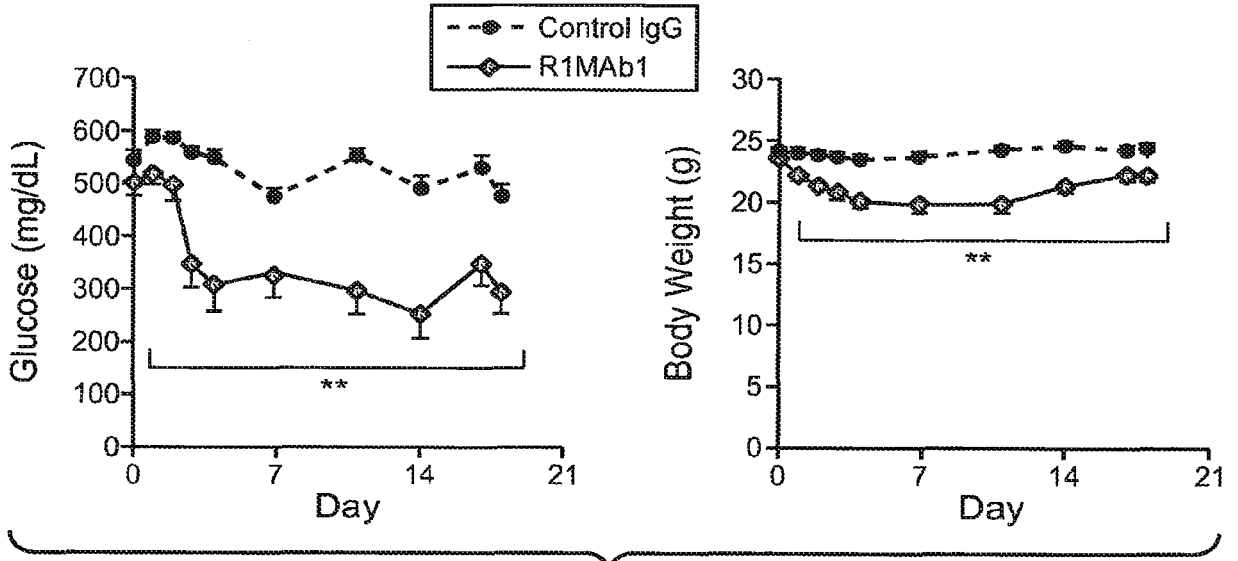 Control IgG
R1MAb1
Glucose (mg/dL)
700
600
500
400
300
200
100
0
**
0 7 14 21
Day
Body Weight (g)
30
25
20
15
10
5
0
**
0 7 14 21
Day